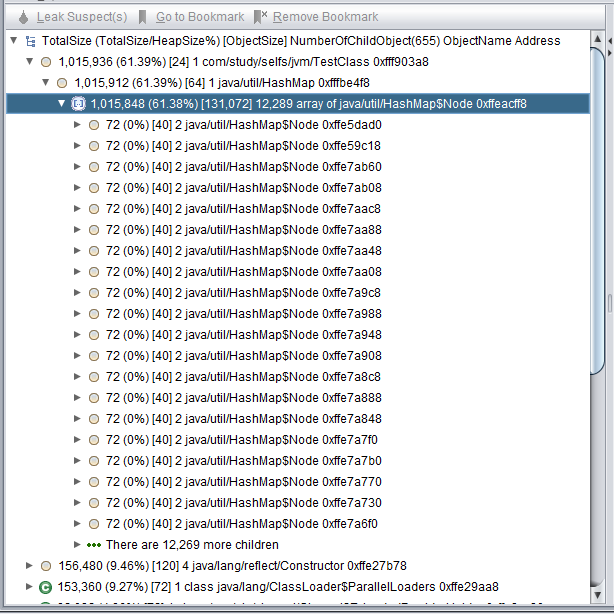 Leak Suspect(s) Go to Bookmark Remove Bookmark
TotalSize (TotalSize/HeapSize%) [ObjectSize] NumberOfChildObject(655) ObjectName Address
1,015,936 (61.39%) [24] 1 com/study/selfs/jvm/TestClass 0xfff903a8
1,015,912 (61.39%) [64] 1 java/util/HashMap 0xfffbe4f8
1,015,848 (61.38%) [131,072] 12,289 array of java/util/HashMap$Node 0xffeacff8
72 (0%) [40] 2 java/util/HashMap$Node 0xffe5dad0
72 (0%) [40] 2 java/util/HashMap$Node 0xffe59c18
72 (0%) [40] 2 java/util/HashMap$Node 0xffe7ab60
72 (0%) [40] 2 java/util/HashMap$Node 0xffe7ab08
72 (0%) [40] 2 java/util/HashMap$Node 0xffe7aac8
72 (0%) [40] 2 java/util/HashMap$Node 0xffe7aa88
72 (0%) [40] 2 java/util/HashMap$Node 0xffe7aa48
72 (0%) [40] 2 java/util/HashMap$Node 0xffe7aa08
72 (0%) [40] 2 java/util/HashMap$Node 0xffe7a9c8
72 (0%) [40] 2 java/util/HashMap$Node 0xffe7a988
72 (0%) [40] 2 java/util/HashMap$Node 0xffe7a948
72 (0%) [40] 2 java/util/HashMap$Node 0xffe7a908
72 (0%) [40] 2 java/util/HashMap$Node 0xffe7a8c8
72 (0%) [40] 2 java/util/HashMap$Node 0xffe7a888
72 (0%) [40] 2 java/util/HashMap$Node 0xffe7a848
72 (0%) [40] 2 java/util/HashMap$Node 0xffe7a7f0
72 (0%) [40] 2 java/util/HashMap$Node 0xffe7a7b0
72 (0%) [40] 2 java/util/HashMap$Node 0xffe7a770
72 (0%) [40] 2 java/util/HashMap$Node 0xffe7a730
72 (0%) [40] 2 java/util/HashMap$Node 0xffe7a6f0
There are 12,269 more children
156,480 (9.46%) [120] 4 java/lang/reflect/Constructor 0xffe27b78
153,360 (9.27%) [72] 1 class java/lang/ClassLoader$ParallelLoaders 0xffe29aa8